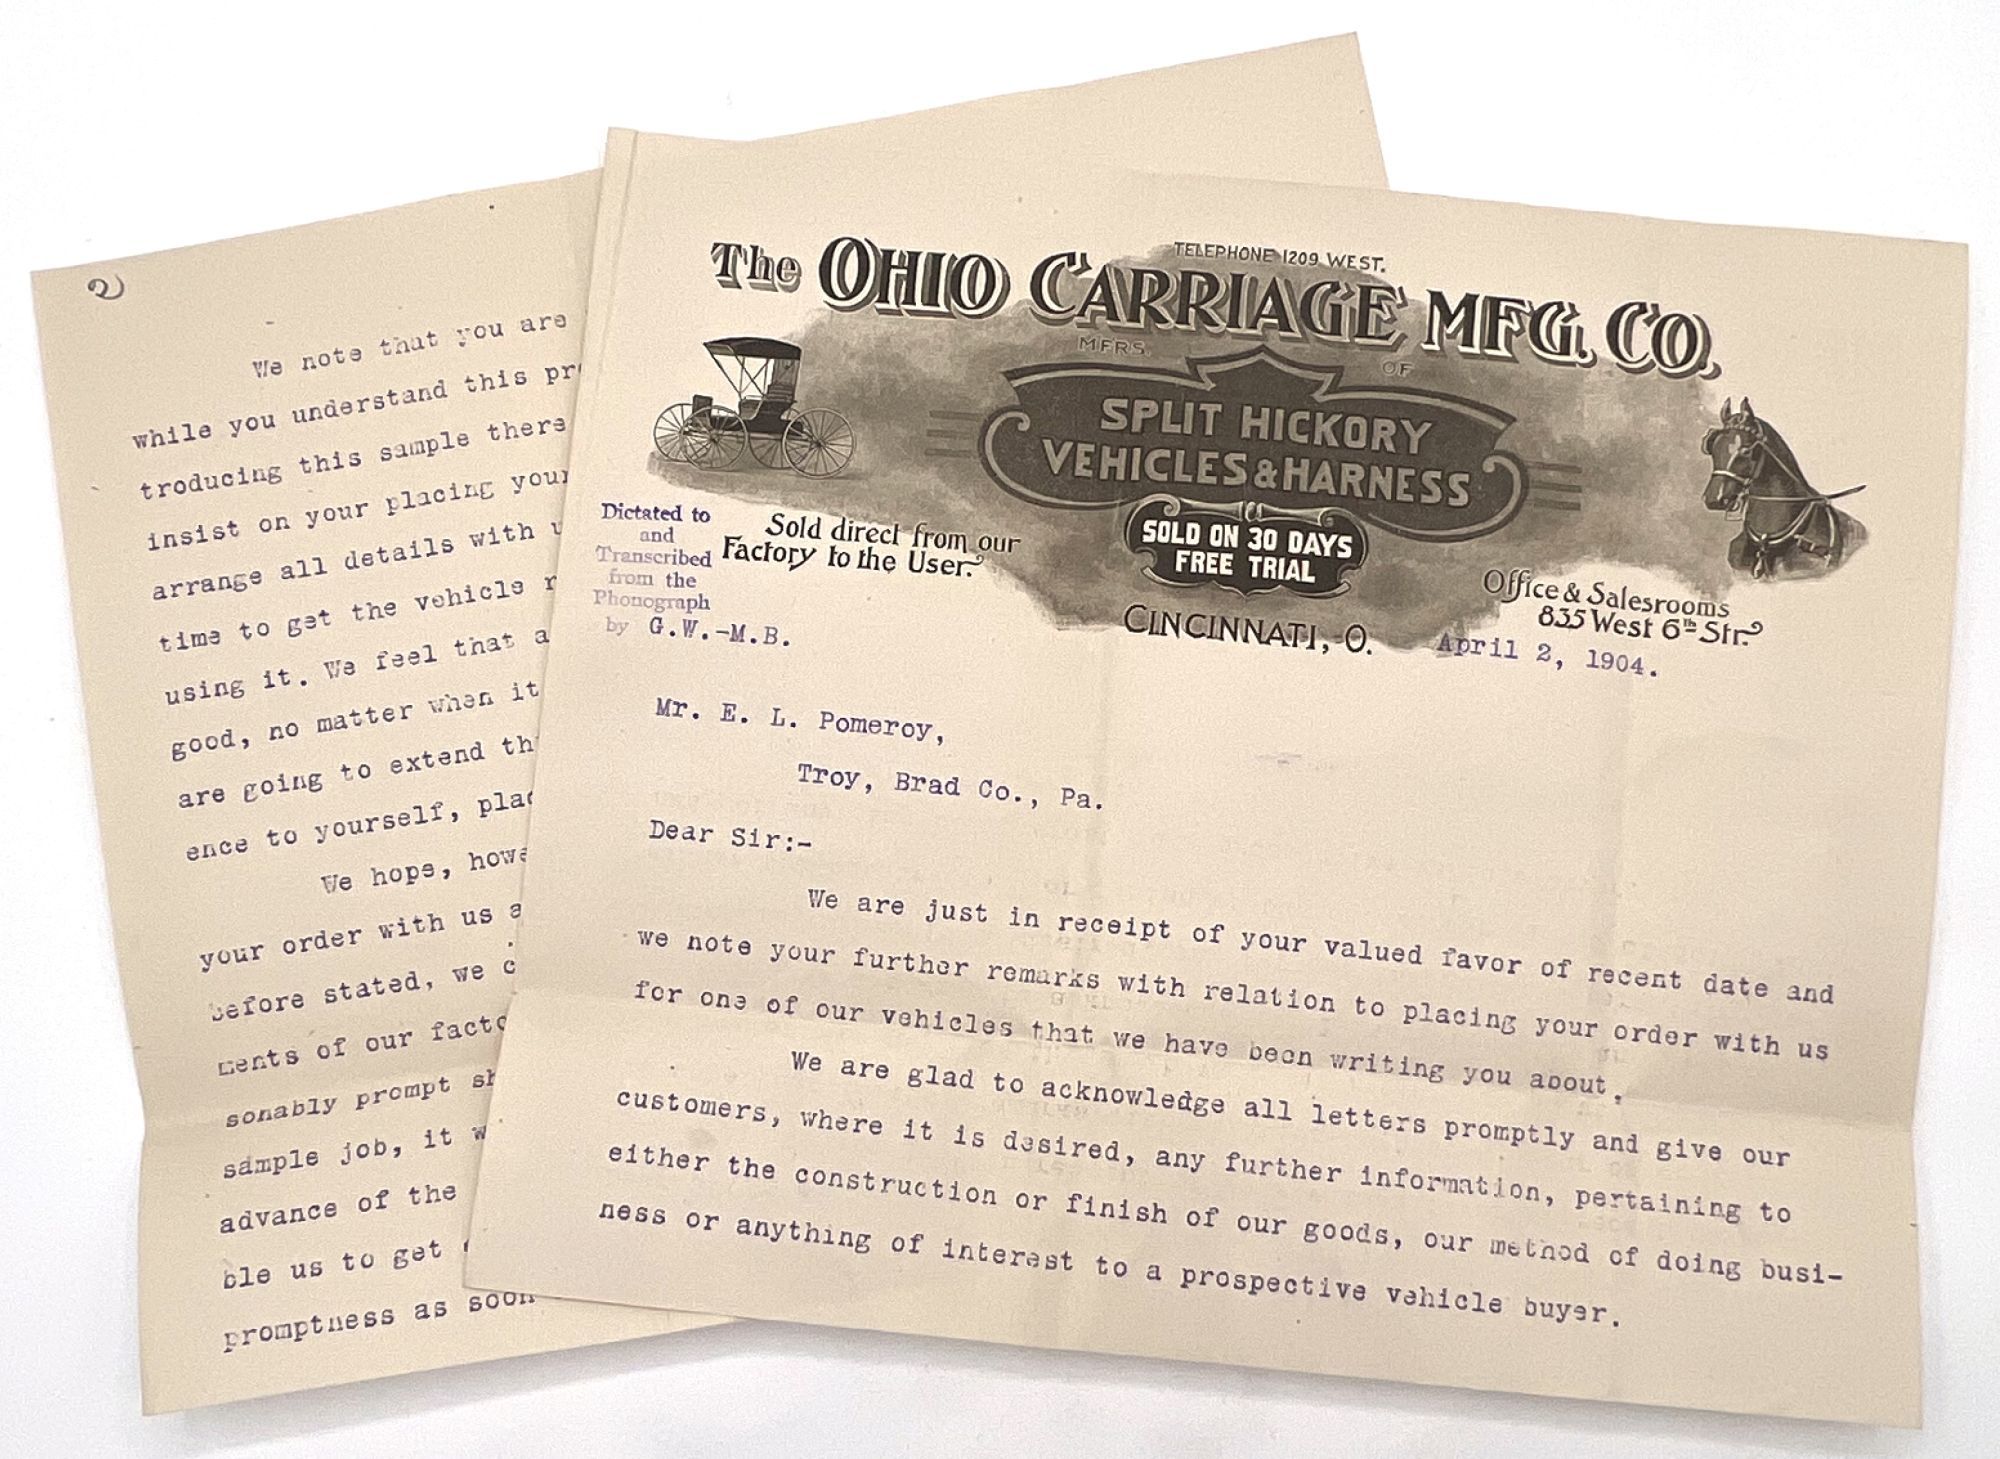 TELEPHONE 1209 WEST.
The OHIO CARRIAGE MFG. CO.
MFRS. OF
SPLIT HICKORY
VEHICLES & HARNESS
SOLD ON 30 DAYS
FREE TRIAL
Sold direct from our
Factory to the User.
Office & Salesrooms
835 West 6th Str.
CINCINNATI, O.
April 2, 1904.
Dictated to
and
Transcribed
from the
Phonograph
by G.W.-M.B.
Mr. E. L. Pomeroy,
Troy, Brad Co., Pa.
Dear Sir:-
We are just in receipt of your valued favor of recent date and
we note your further remarks with relation to placing your order with us
for one of our vehicles that we have been writing you about.
We are glad to acknowledge all letters promptly and give our
customers, where it is desired, any further information, pertaining to
either the construction or finish of our goods, our method of doing busi-
ness or anything of interest to a prospective vehicle buyer.
2
We note that you are
while you understand this
troducing this sample there
insist on your placing your
arrange all details with
time to get the vehicle
using it. We feel that a
good, no matter when it
are going to extend
ence to yourself,
We hope,
your order with us
before stated, we
ments of our
sonably prompt
sample job, it
advance of the
ble us to get
promptness as soon